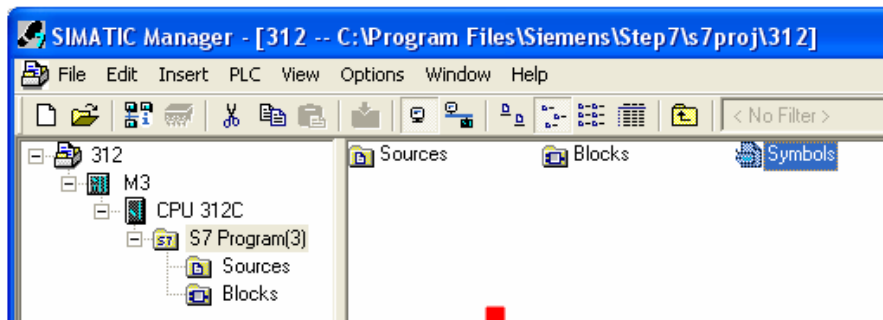 SIMATIC Manager - [312 -- C:\Program Files\Siemens\Step7\s7proj\312]
File Edit Insert PLC View Options Window Help
< No Filter >
312
M3
CPU 312C
S7 Program(3)
Sources
Blocks
Sources Blocks Symbols